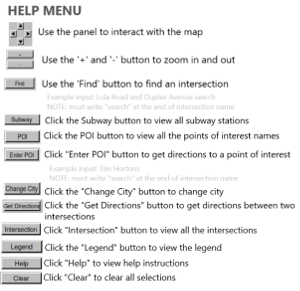 HELP MENU
Use the panel to interact with the map
+
-
Use the '+' and '-' button to zoom in and out
Find
Use the 'Find' button to find an intersection
Example input: Lola Road and Duplex Avenue search
NOTE: must write "search" at the end of intersection name
Subway
Click the Subway button to view all subway stations
POI
Click the POI button to view all the points of interest names
Enter POI
Click "Enter POI" button to get directions to a point of interest
Example Input: Tim Hortons
NOTE: must write "search" at the end of intersection name
Change City
Click the "Change City" button to change city
Get Directions
Click the "Get Directions" button to get directions between two
intersections
Intersection
Click "Intersection" button to view all the intersections
Legend
Click the "Legend" button to view the legend
Help
Click "Help" to view help instructions
Clear
Click "Clear" to clear all selections